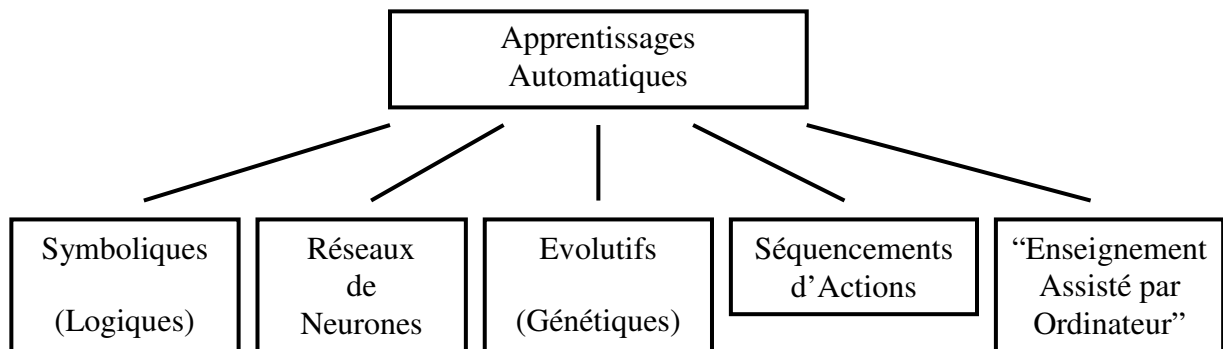 Apprentissages
Automatiques
Symboliques
(Logiques)
Réseaux
de
Neurones
Evolutifs
(Génétiques)
Séquencements
d’Actions
“Enseignement
Assisté par
Ordinateur”